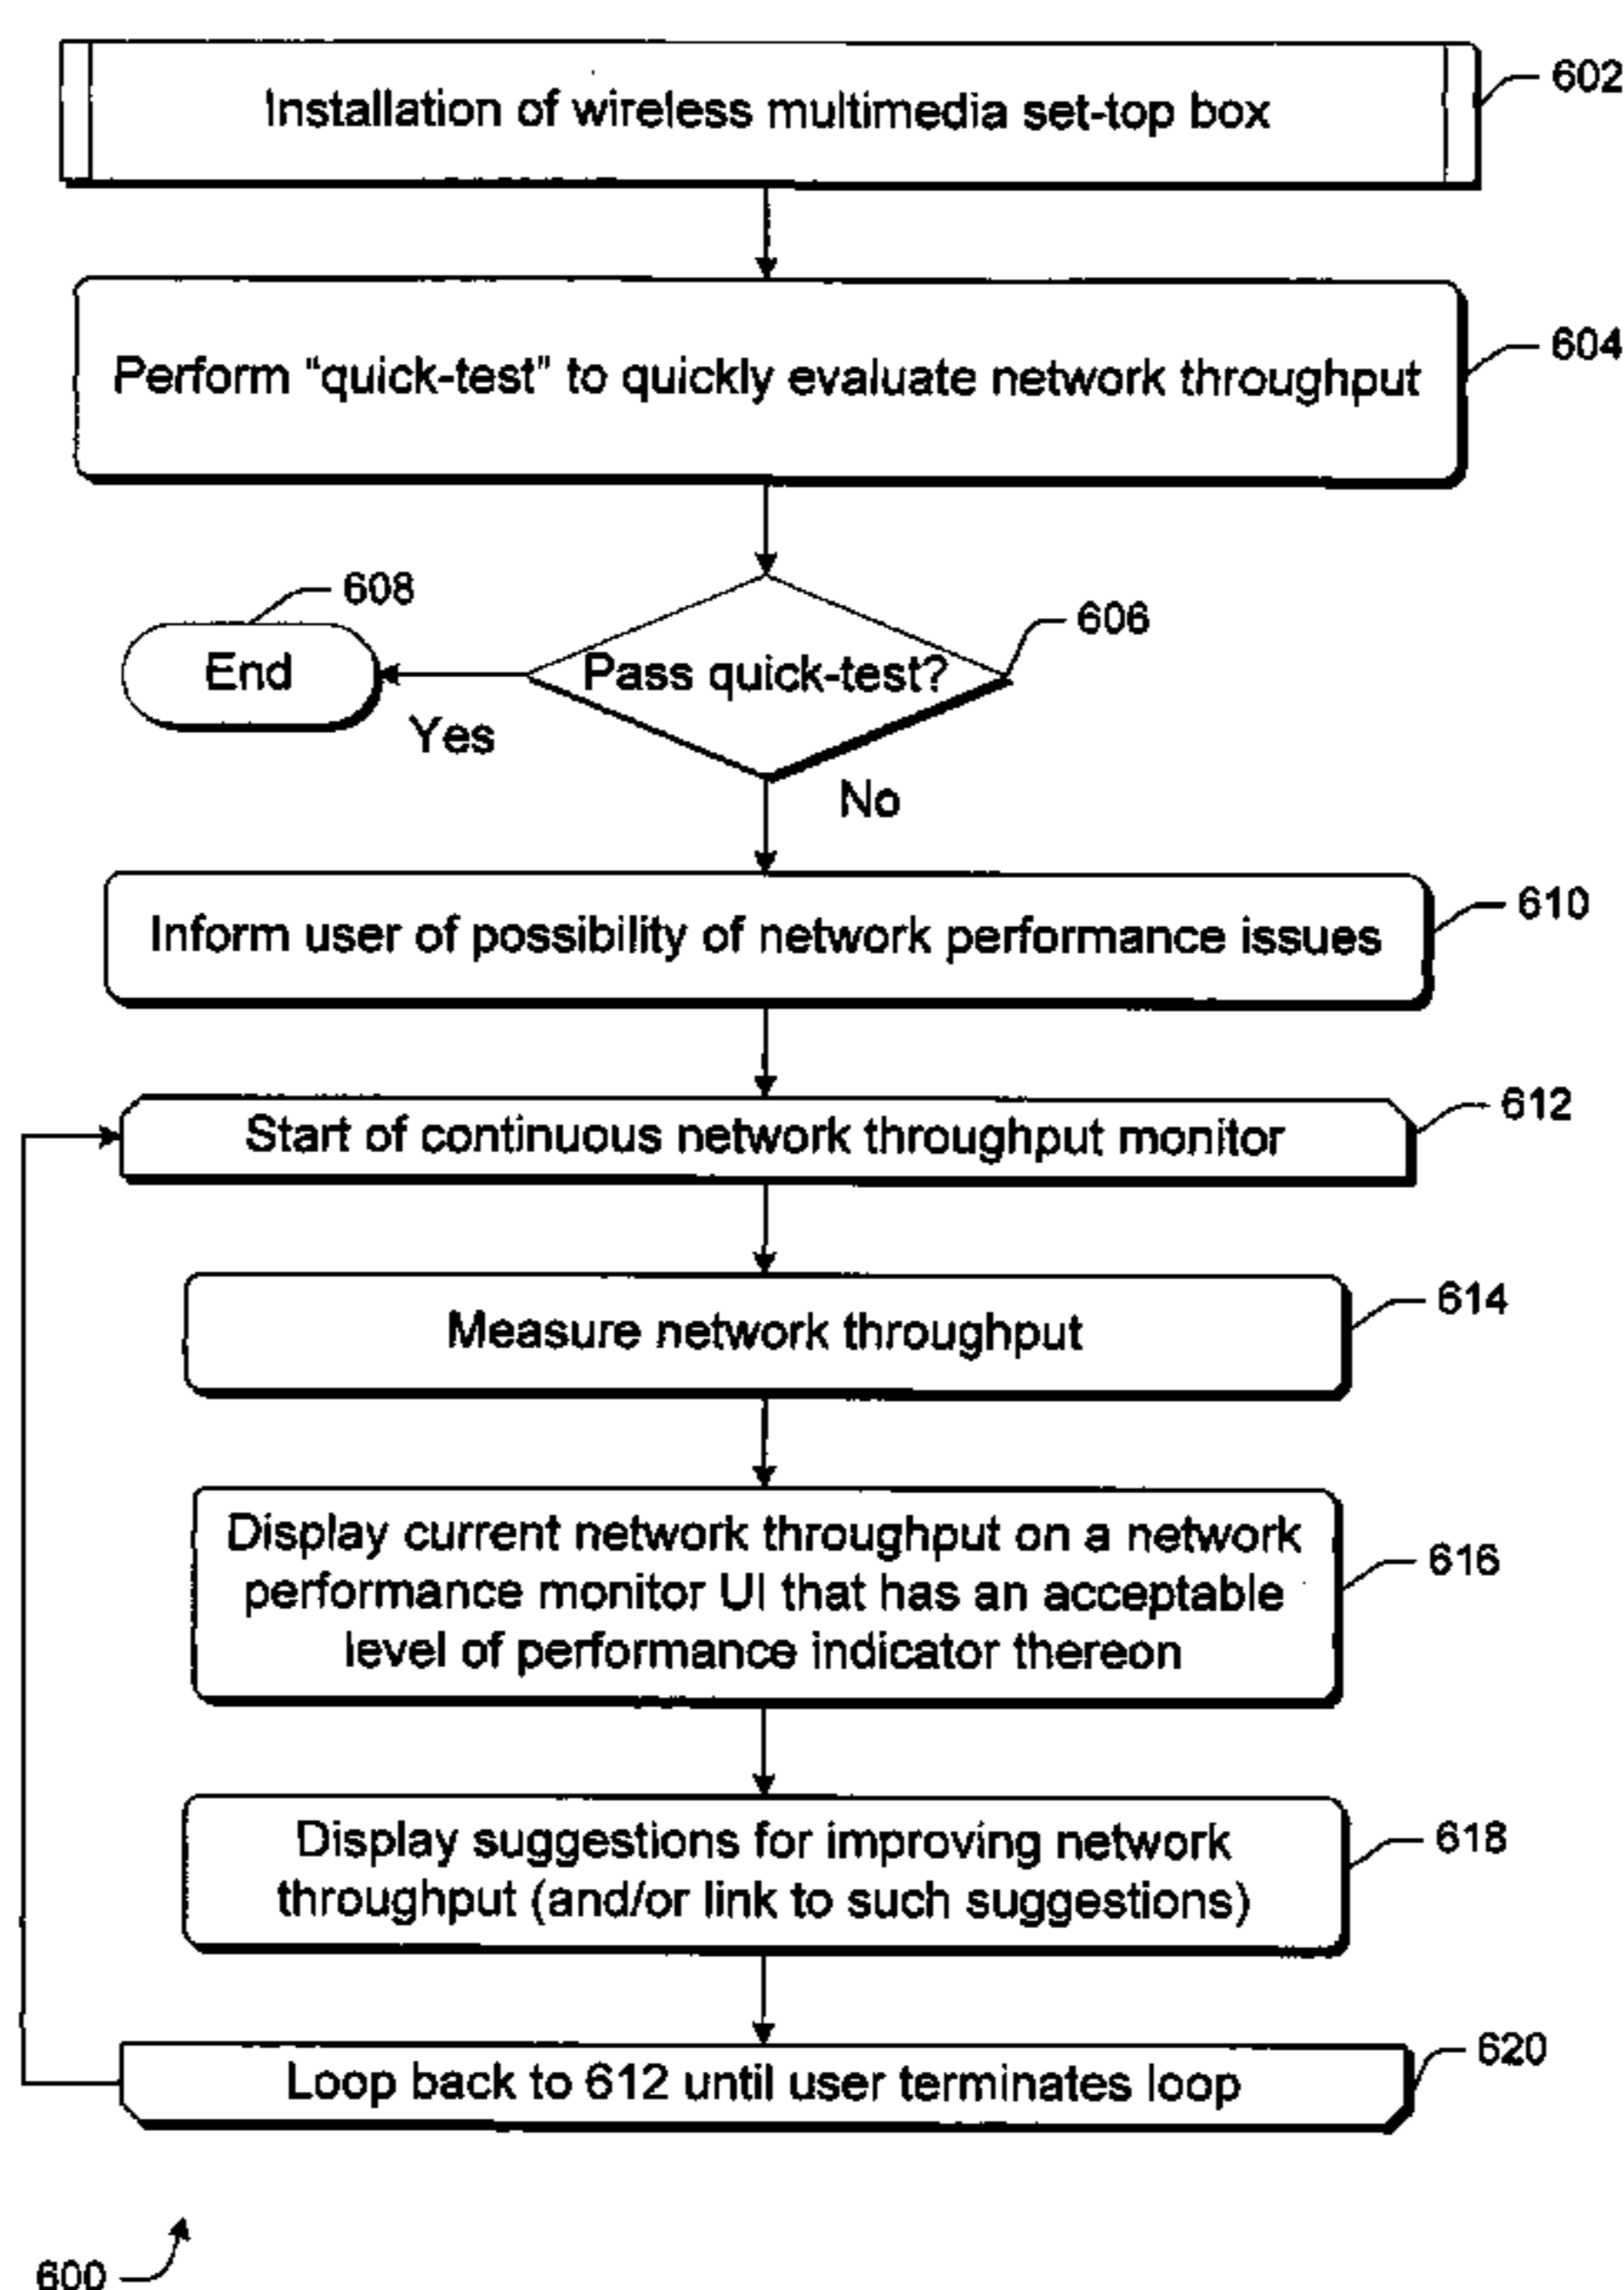 Installation of wireless multimedia set-top box
602
Perform “quick-test” to quickly evaluate network throughput
604
608
606
End
Pass quick-test?
Yes
No
Inform user of possibility of network performance issues
610
Start of continuous network throughput monitor
612
Measure network throughput
614
Display current network throughput on a network
performance monitor UI that has an acceptable
level of performance indicator thereon
616
Display suggestions for improving network
throughput (and/or link to such suggestions)
618
Loop back to 612 until user terminates loop
620
600